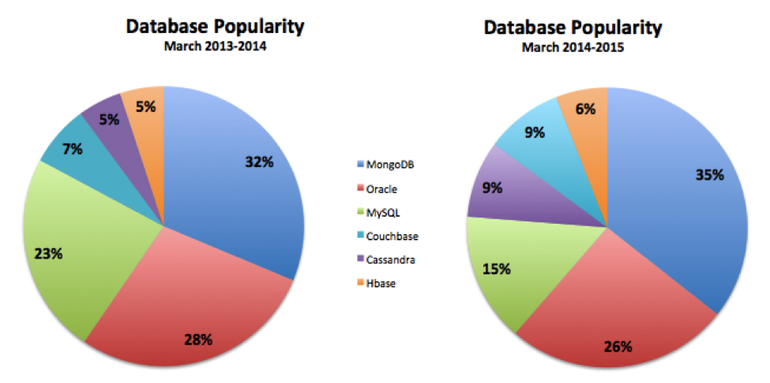 Database Popularity
March 2013-2014
5%
5%
7%
32%
23%
28%
MongoDB
Oracle
MySQL
Couchbase
Cassandra
Hbase
Database Popularity
March 2014-2015
6%
9%
35%
9%
15%
26%